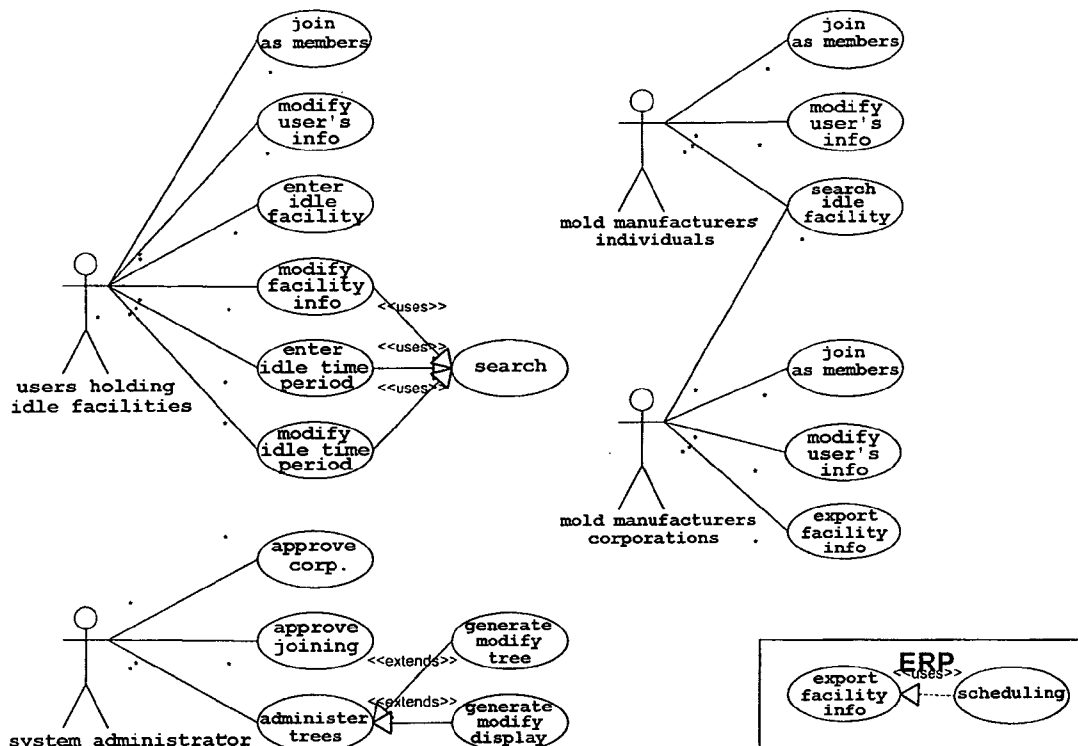 join
as members
modify
user's
info
enter
idle
facility
modify
facility
info
enter
idle time
period
modify
idle time
period
<<uses>>
<<uses>>
<<uses>>
search
users holding
idle facilities
join
as members
modify
user's
info
search
idle
facility
mold manufacturers
individuals
join
as members
modify
user's
info
export
facility
info
mold manufacturers
corporations
approve
corp.
approve
joining
administer
trees
<<extends>>
<<extends>>
generate
modify
tree
generate
modify
display
system administrator
ERP
<<uses>>
export
facility
info
scheduling